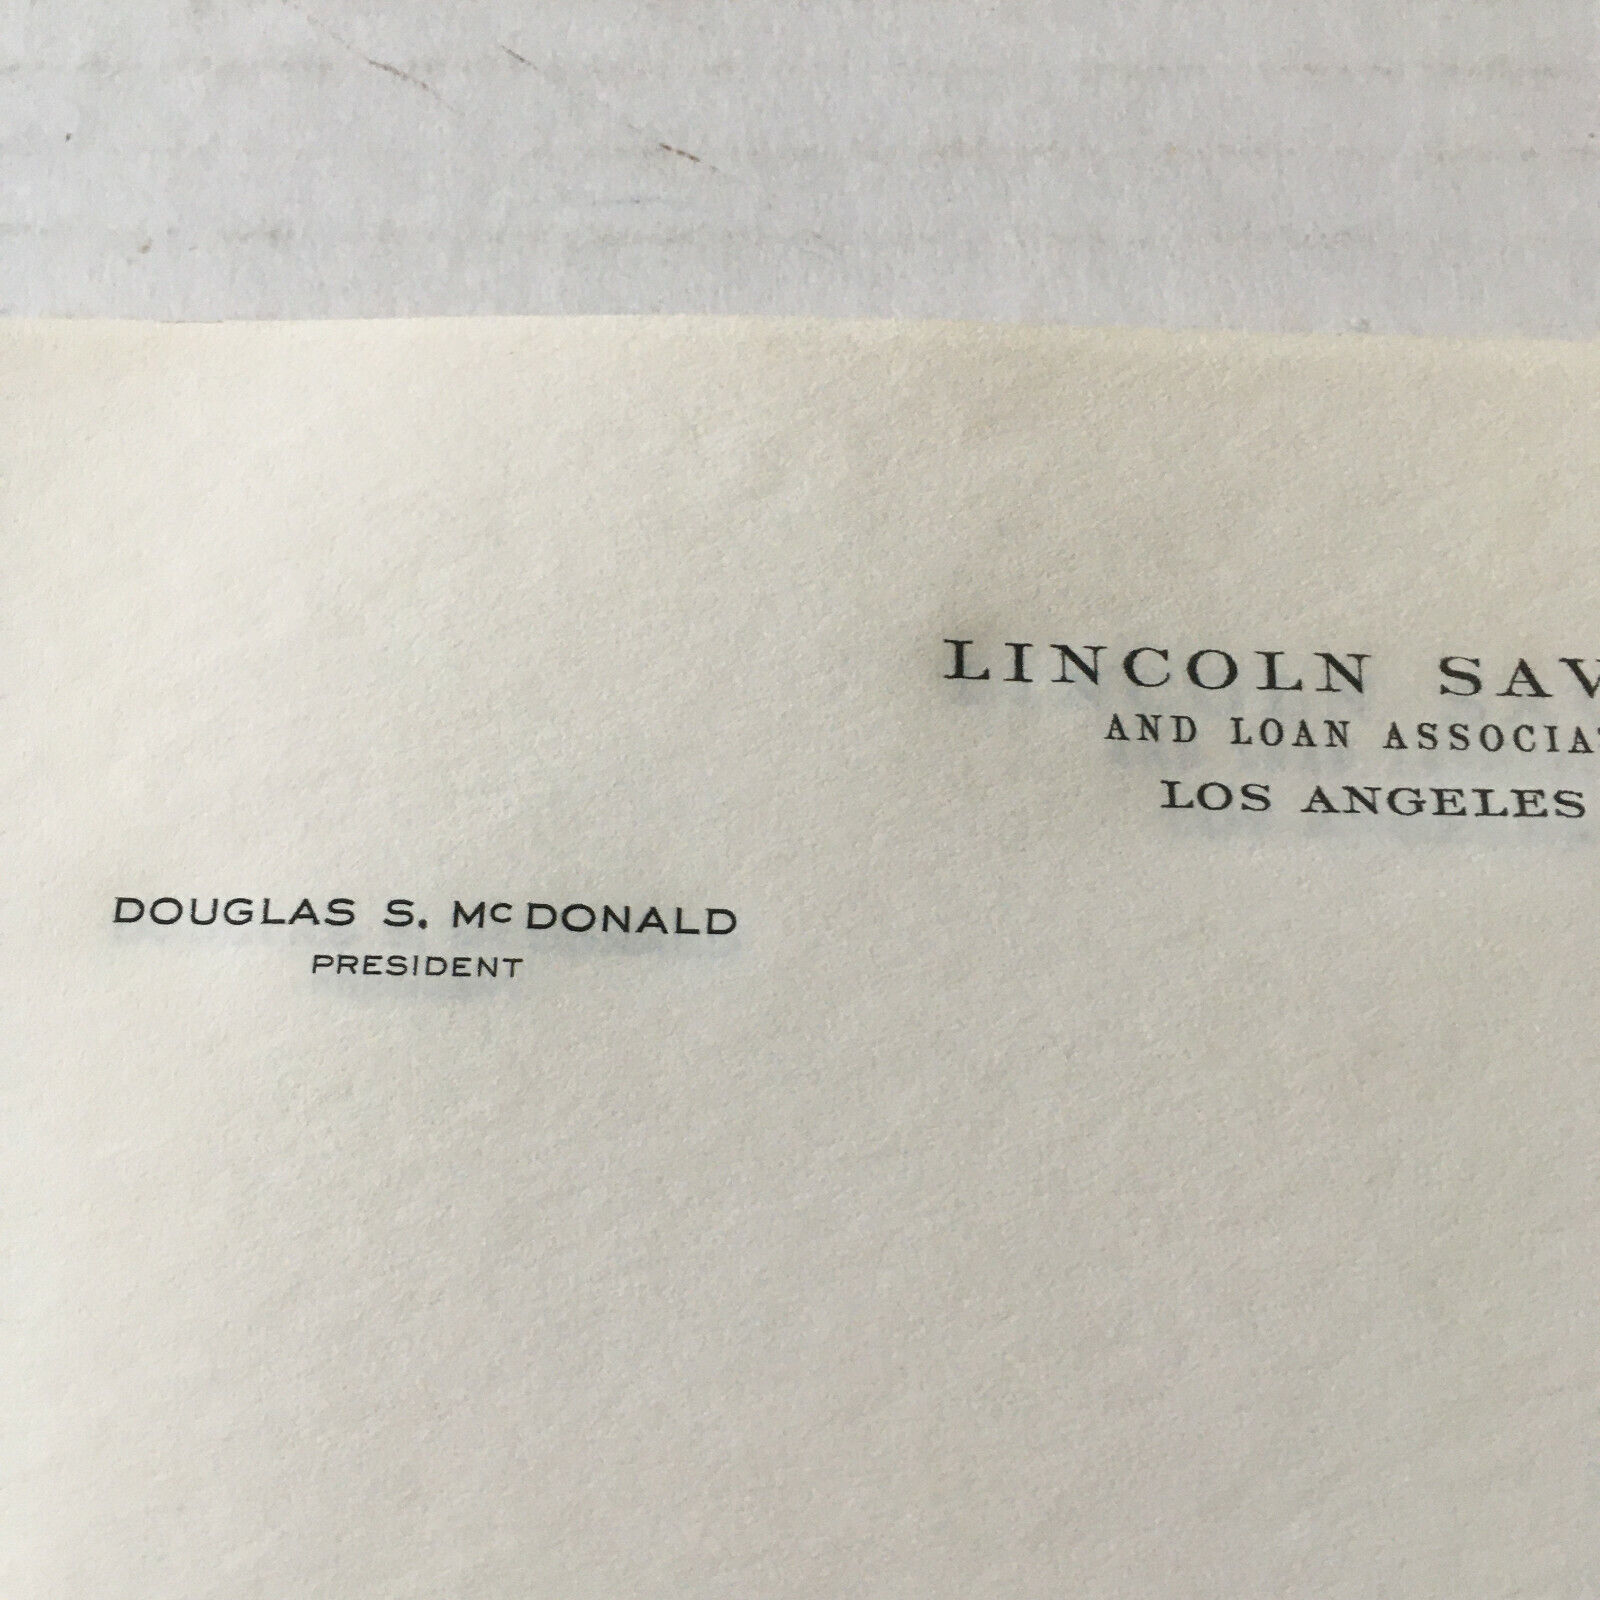 LINCOLN SAV
AND LOAN ASSOCIA
LOS ANGELES
DOUGLAS S. McDONALD
PRESIDENT